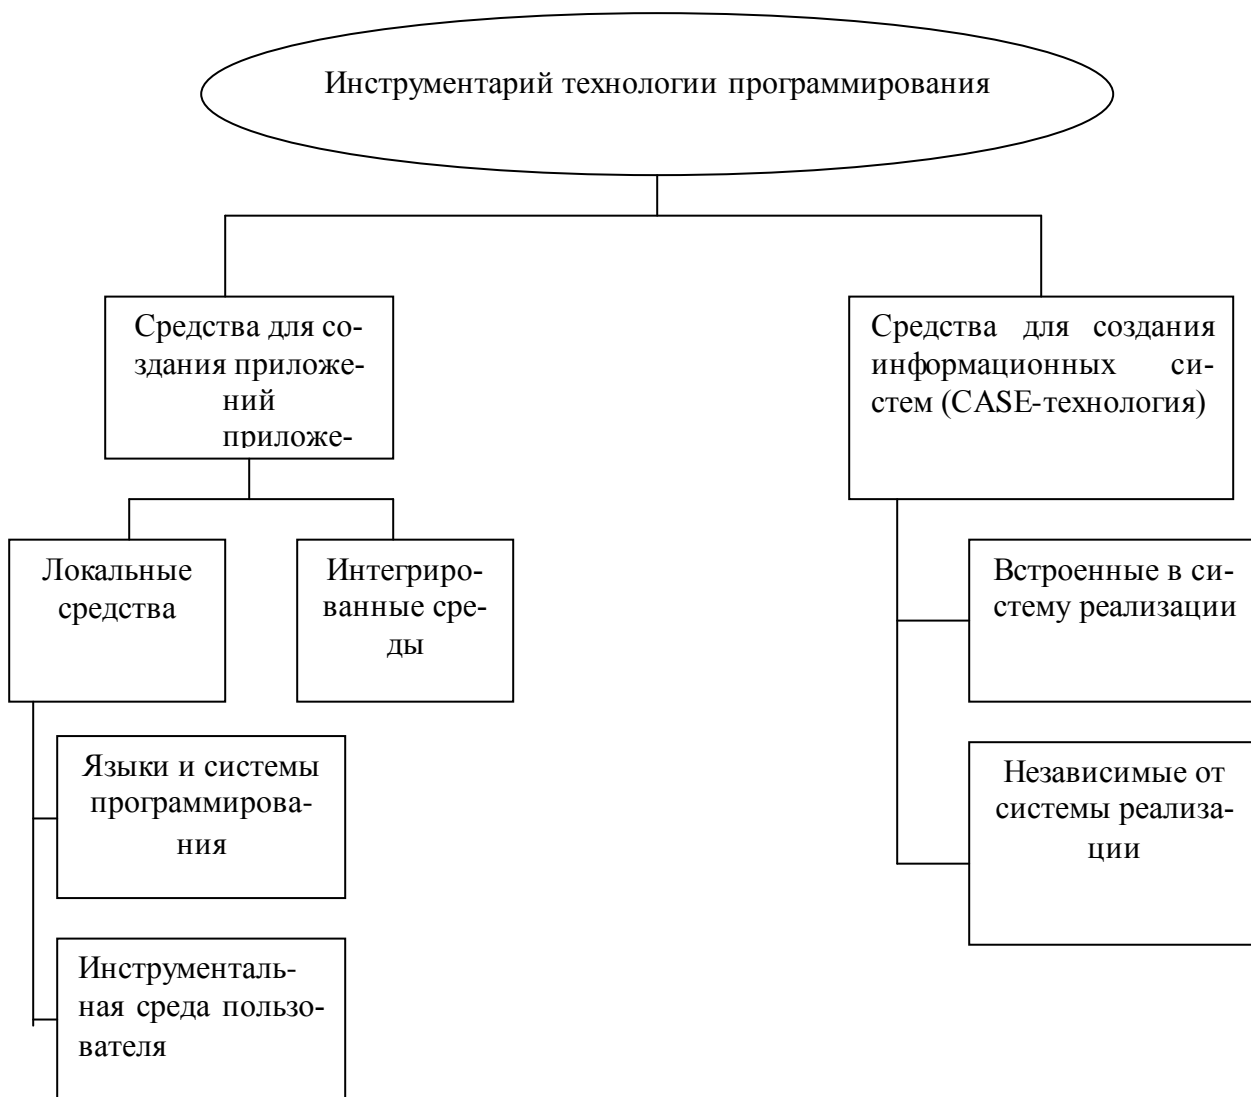 Инструментарий технологии программирования
Средства для со-
здания приложе-
ний
приложе-
Средства для создания
информационных си-
стем (CASE-технология)
Локальные
средства
Интегриро-
ванные сре-
ды
Встроенные в си-
стему реализации
Языки и системы
программирова-
ния
Независимые от
системы реализа-
ции
Инструменталь-
ная среда пользо-
вателя